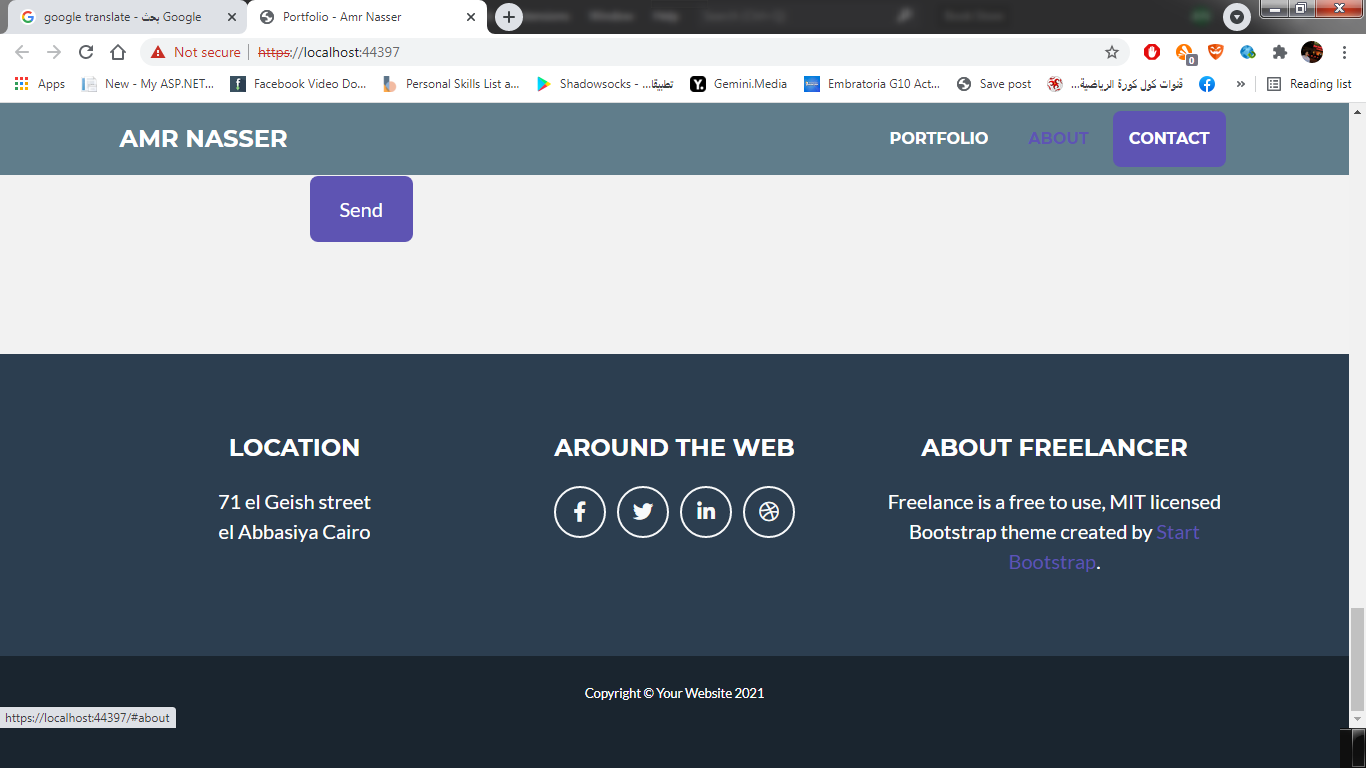 google translate - بحث Google
Portfolio - Amr Nasser
Window Help
Not secure
https://localhost:44397
0
Apps
New - My ASP.NET...
Facebook Video Do...
Personal Skills List a...
Shadowsocks - تطبيقا...
Gemini.Media
Embratoria G10 Act...
Save post
قنوات كول كورة الرياضية...
»
Reading list
AMR NASSER
PORTFOLIO
ABOUT
CONTACT
Send
LOCATION
71 el Geish street
el Abbasiya Cairo
AROUND THE WEB
ABOUT FREELANCER
Freelance is a free to use, MIT licensed
Bootstrap theme created by Start
Bootstrap.
Copyright © Your Website 2021
https://localhost:44397/#about